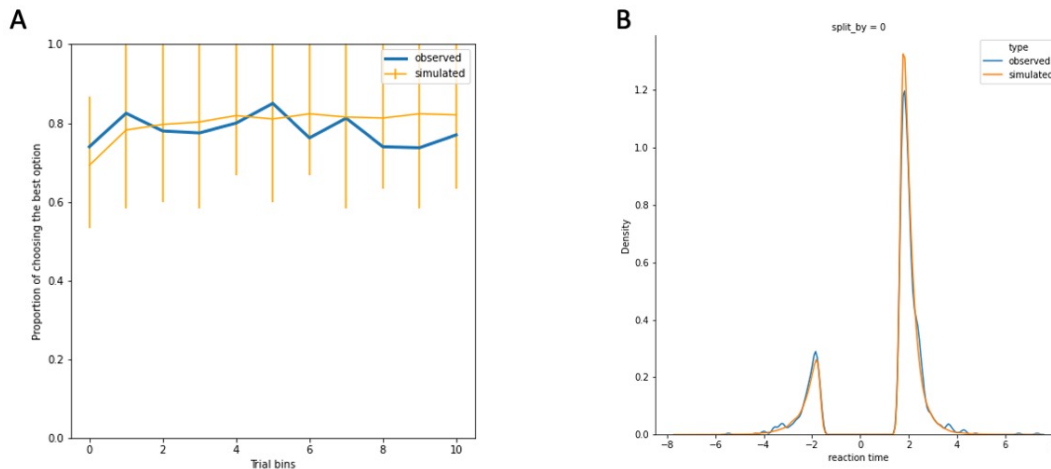 A
Proportion of choosing the best option
1.0
0.8
0.6
0.4
0.2
0.0
0 2 4 6 8 10
Trial bins
observed
simulated
B
split_by = 0
Density
1.2
1.0
0.8
0.6
0.4
0.2
0.0
−8 −6 −4 −2 0 2 4 6
reaction time
type
observed
simulated